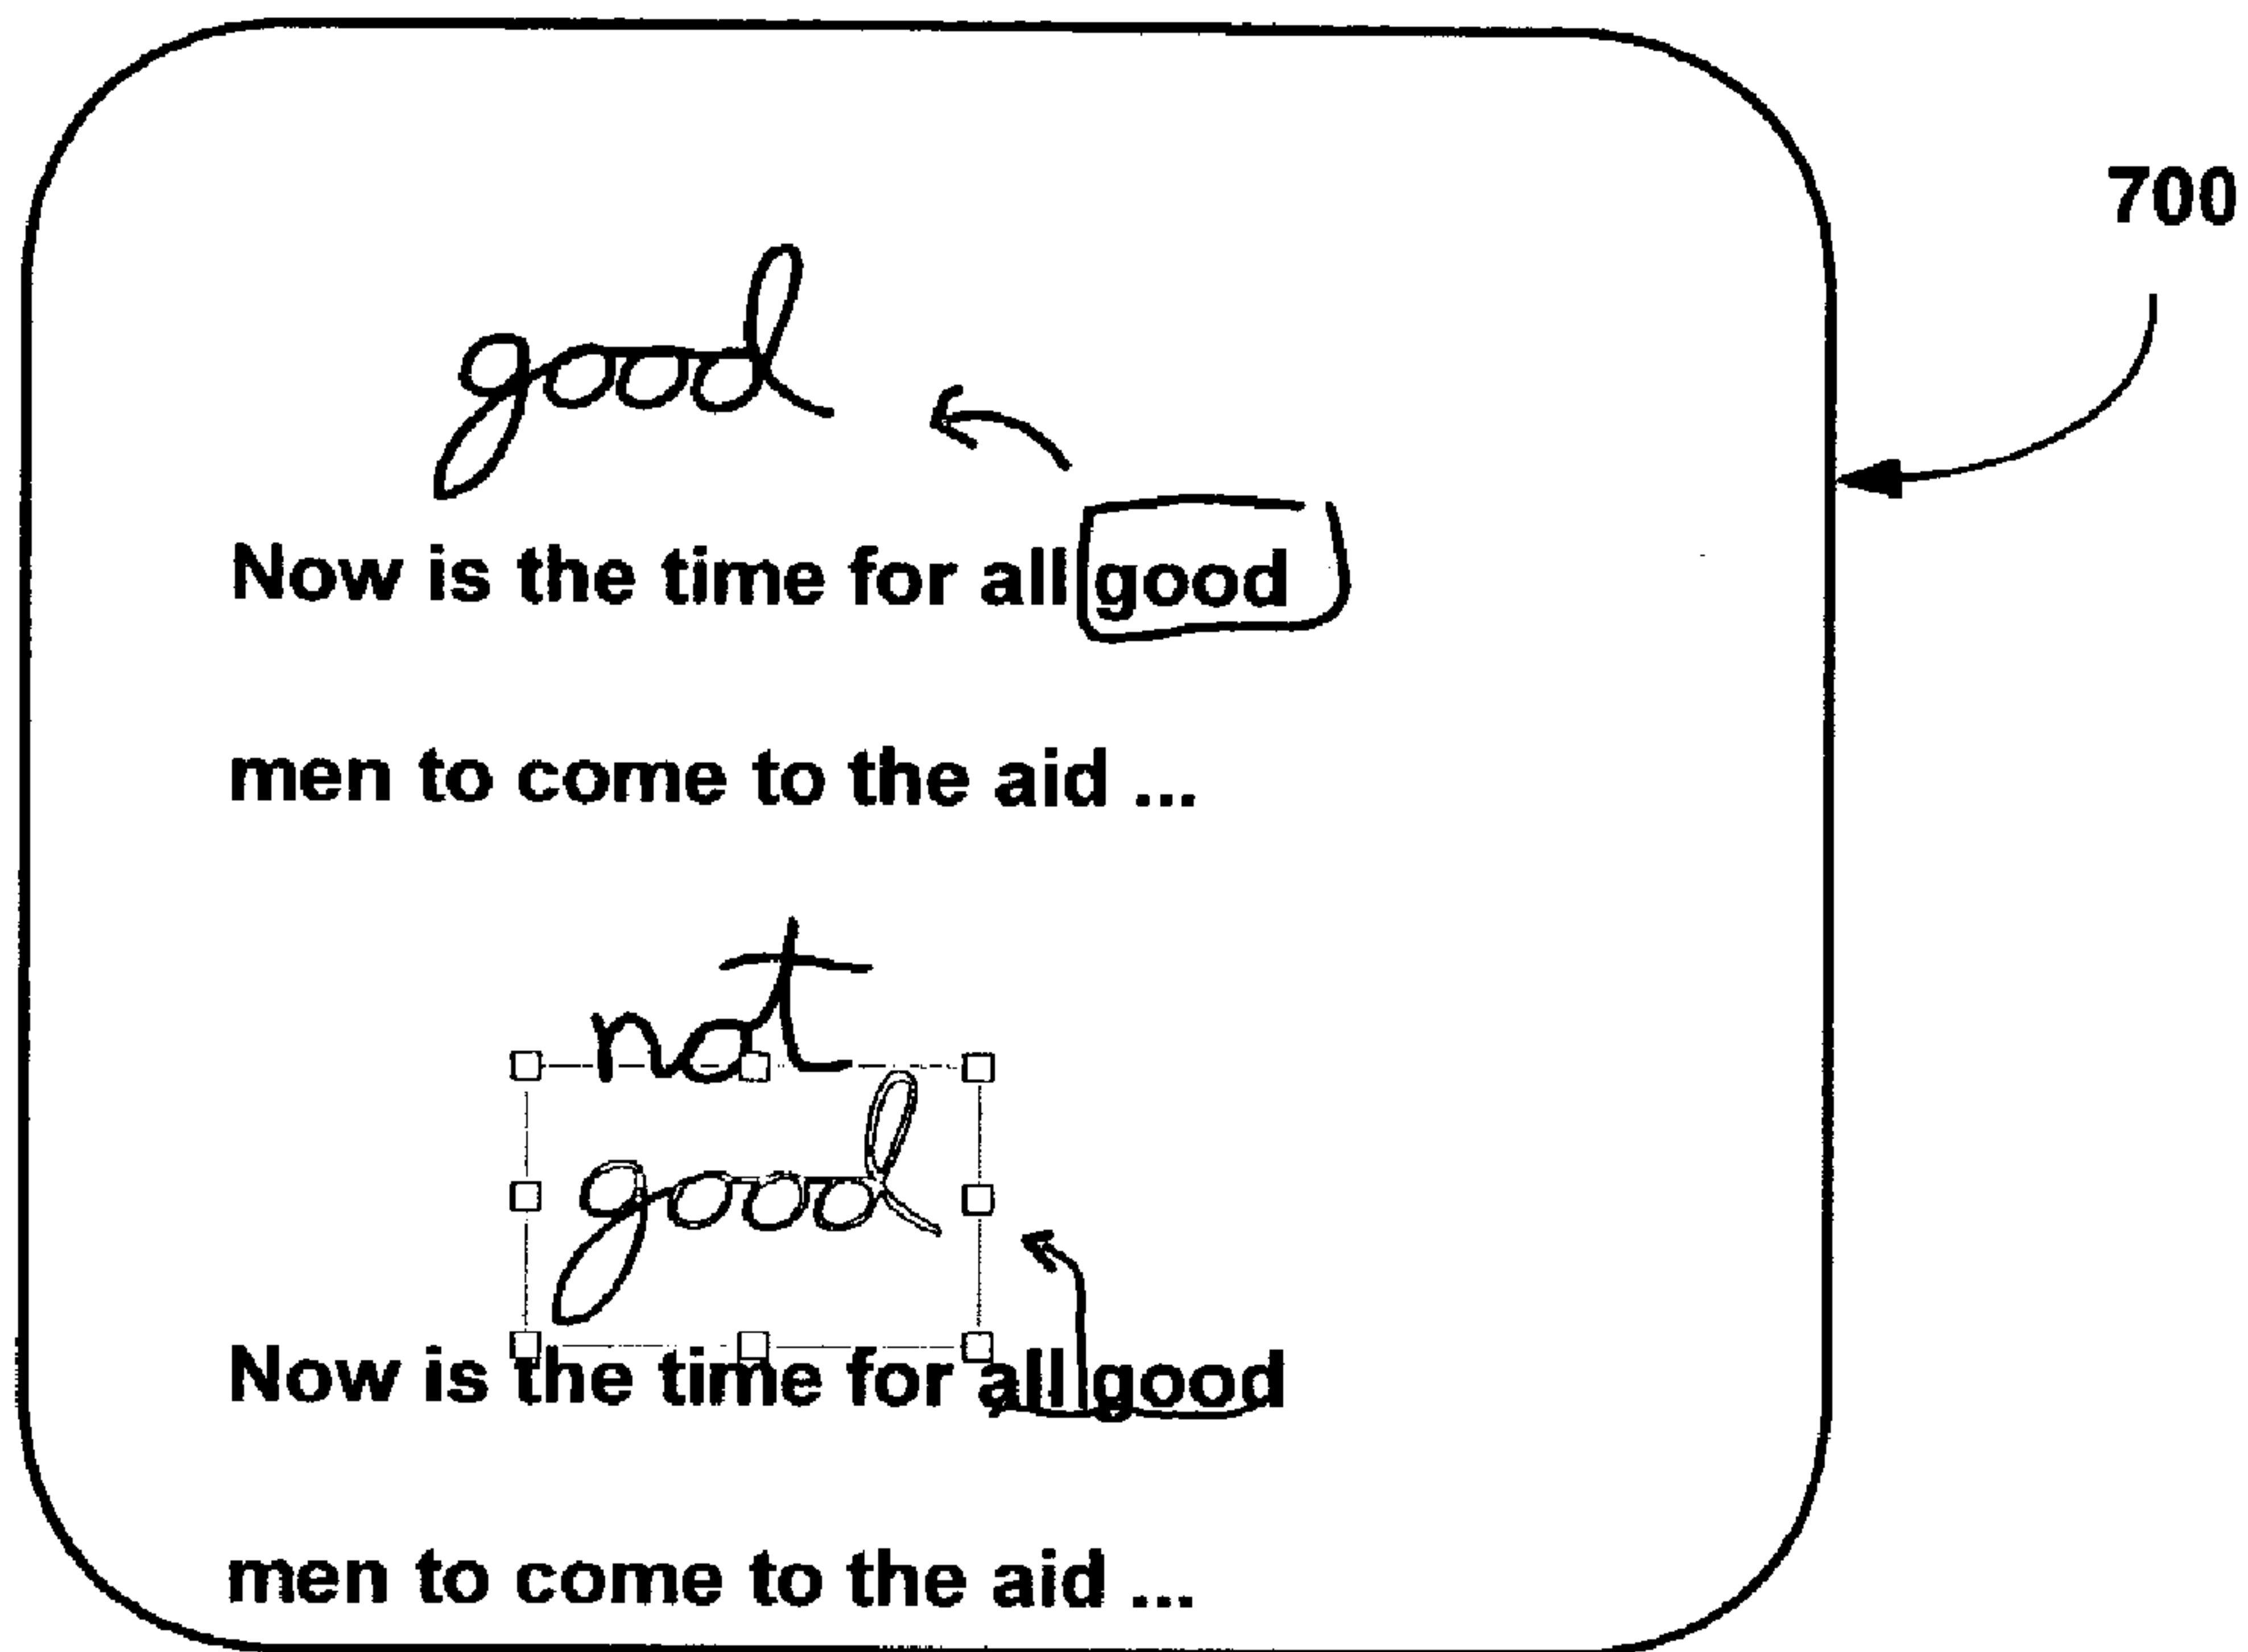 700
good
Now is the time for all good
men to come to the aid ...
not
good
Now is the time for all good
men to come to the aid ...